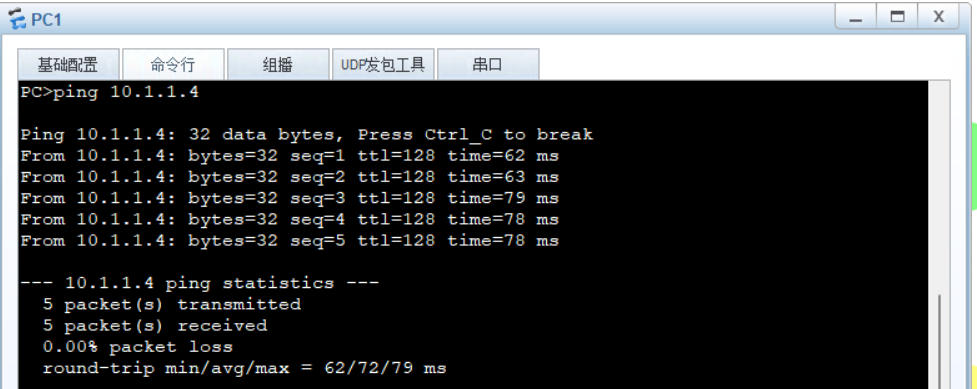 PC1
基础配置 命令行 组播 UDP发包工具 串口
PC>ping 10.1.1.4
Ping 10.1.1.4: 32 data bytes, Press Ctrl_C to break
From 10.1.1.4: bytes=32 seq=1 ttl=128 time=62 ms
From 10.1.1.4: bytes=32 seq=2 ttl=128 time=63 ms
From 10.1.1.4: bytes=32 seq=3 ttl=128 time=79 ms
From 10.1.1.4: bytes=32 seq=4 ttl=128 time=78 ms
From 10.1.1.4: bytes=32 seq=5 ttl=128 time=78 ms
--- 10.1.1.4 ping statistics ---
5 packet(s) transmitted
5 packet(s) received
0.00% packet loss
round-trip min/avg/max = 62/72/79 ms